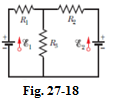 R₁
R₂
ℰ₁
R₃
ℰ₂
Fig. 27-18